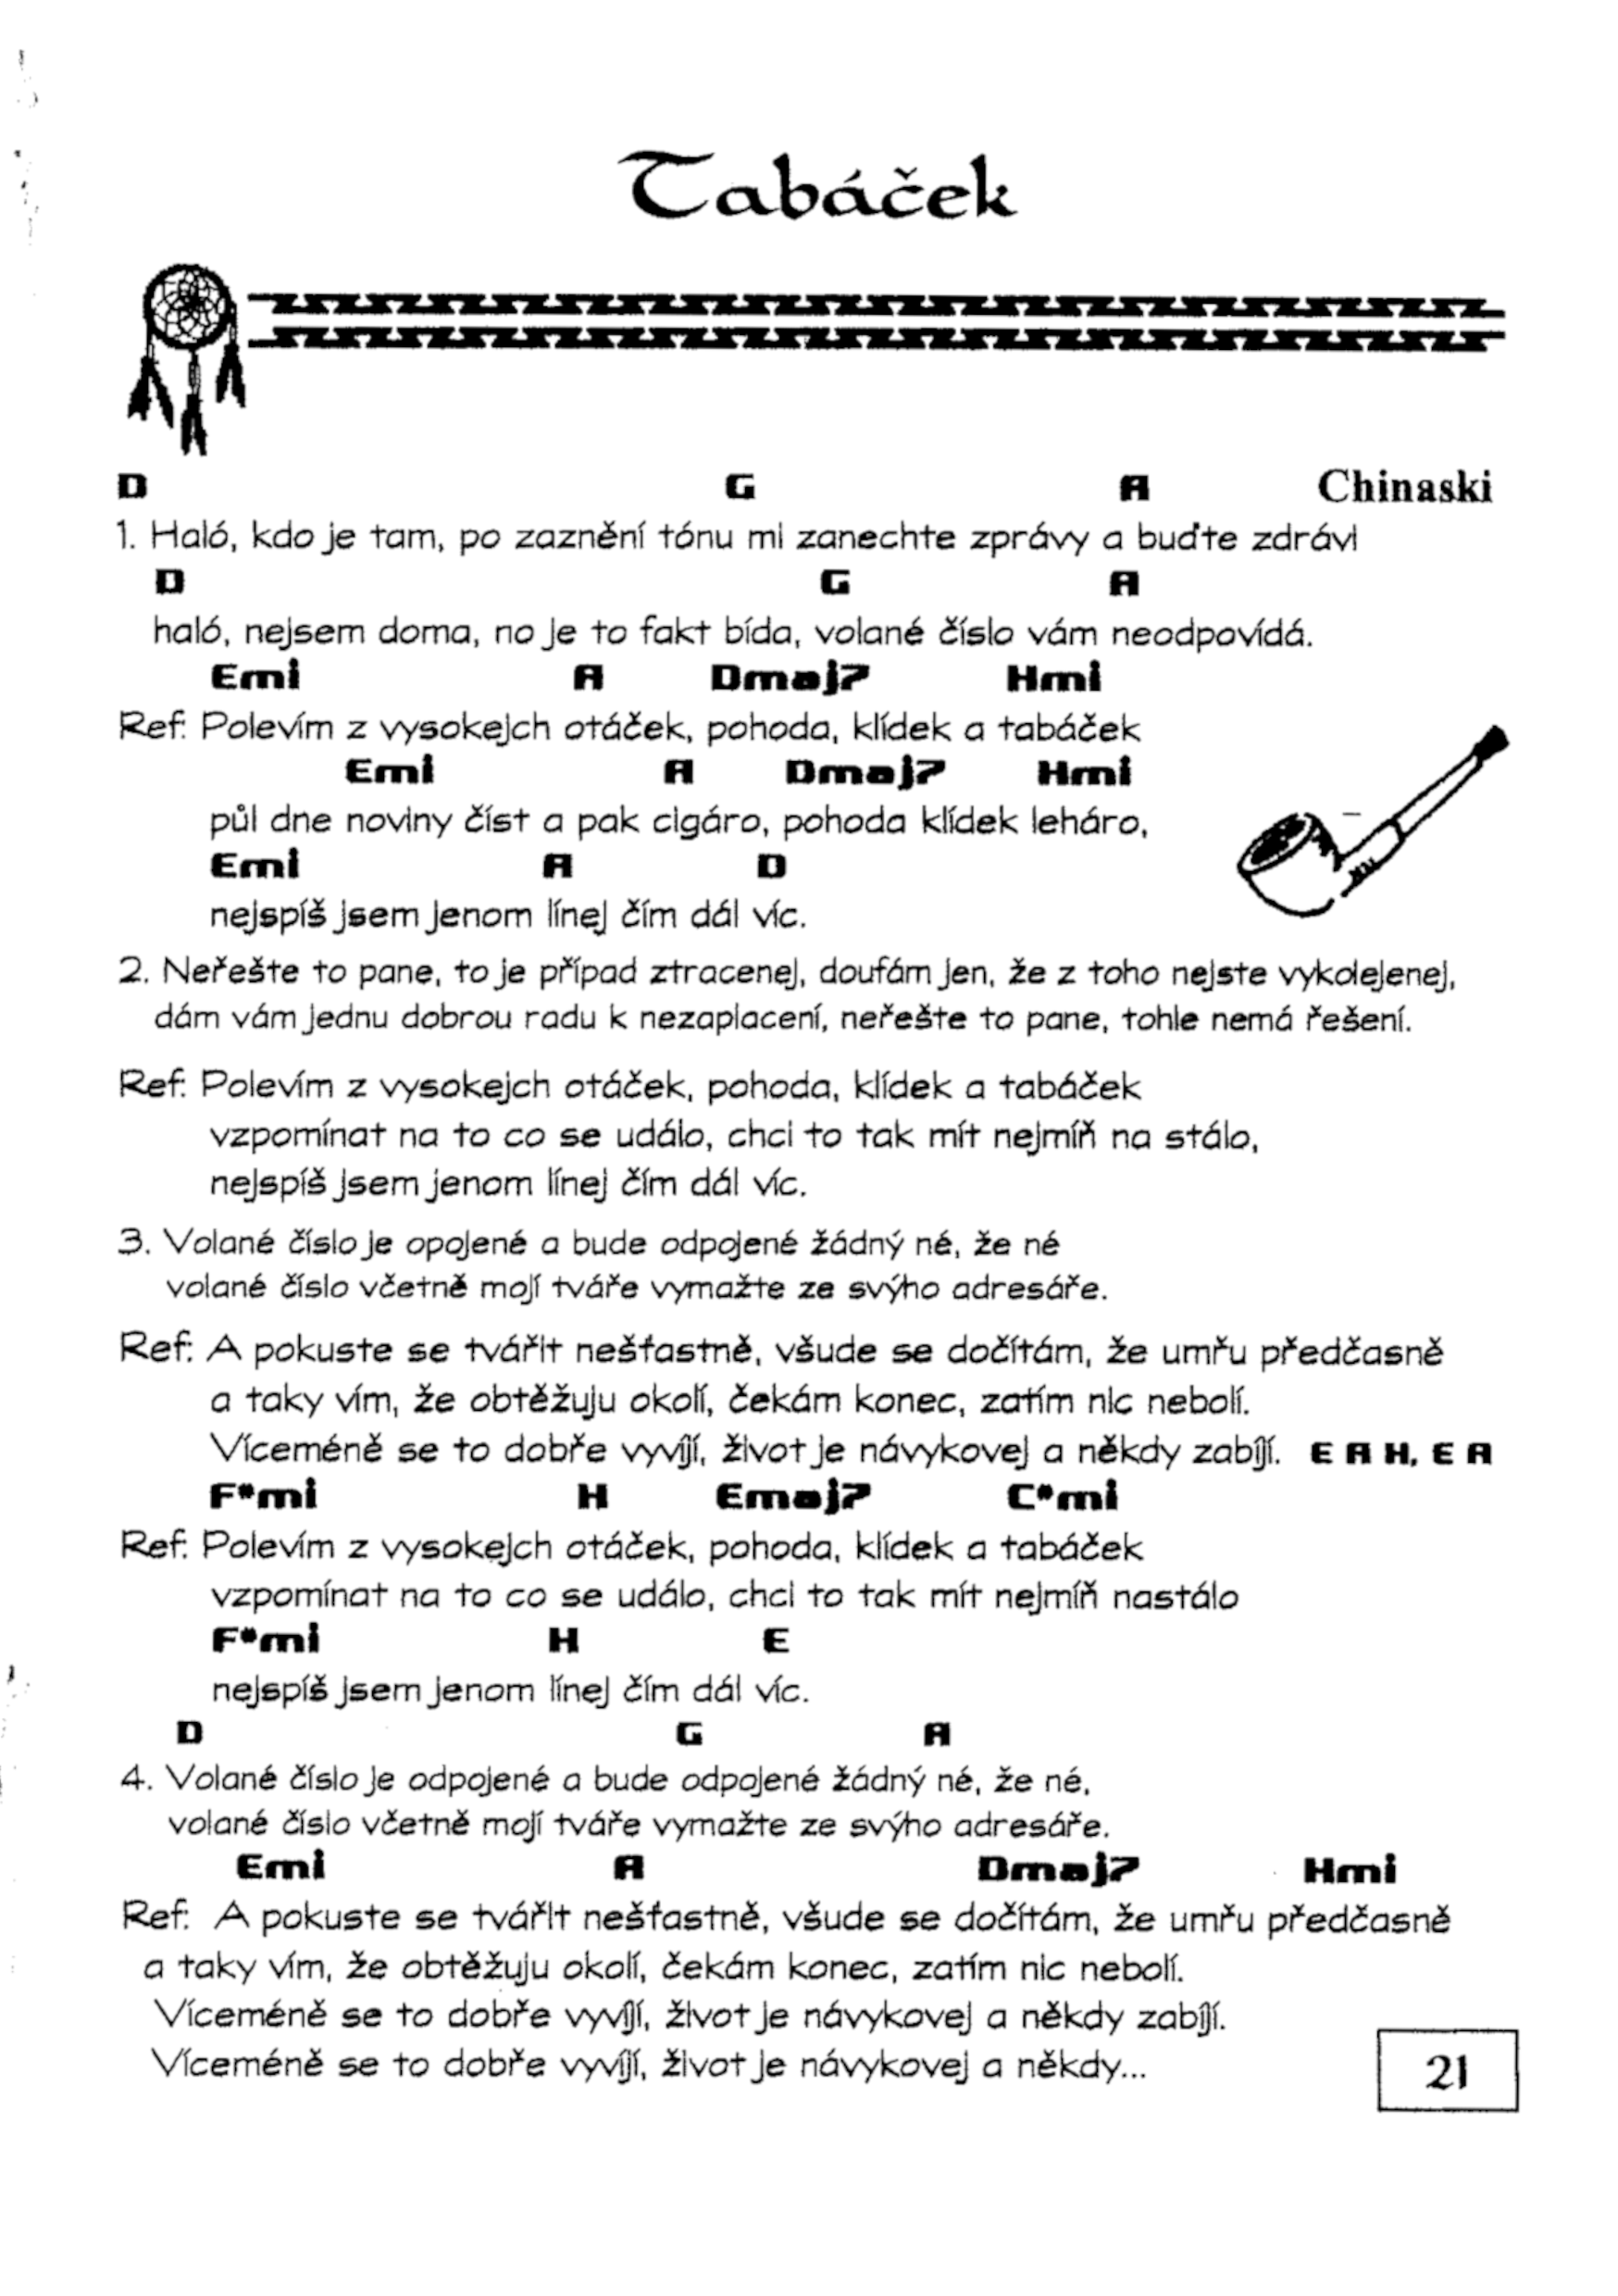 Tabáček
D G A Chinaski
1. Haló, kdo je tam, po zaznění tónu mi zanechte zprávy a buďte zdrávi
D G A
haló, nejsem doma, no je to fakt bída, volané číslo vám neodpovídá.
Emi A Dmaj7 Hmi
Ref: Polevím z vysokejch otáček, pohoda, klídek a tabáček
Emi A Dmaj7 Hmi
půl dne noviny číst a pak cigáro, pohoda klídek leháro,
Emi A D
nejspíš jsem jenom línej čím dál víc.
2. Neřešte to pane, to je případ ztracenej, doufám jen, že z toho nejste vykolejenej,
dám vám jednu dobrou radu k nezaplacení, neřešte to pane, tohle nemá řešení.
Ref: Polevím z vysokejch otáček, pohoda, klídek a tabáček
vzpomínat na to co se událo, chci to tak mít nejmíň na stálo,
nejspíš jsem jenom línej čím dál víc.
3. Volané číslo je opojené a bude odpojené žádný né, že né
volané číslo včetně mojí tváře vymažte ze svýho adresáře.
Ref: A pokuste se tvářit nešťastně, všude se dočítám, že umřu předčasně
a taky vím, že obtěžuju okolí, čekám konec, zatím nic nebolí.
Víceméně se to dobře vyvíjí, život je návykovej a někdy zabíjí. E A H, E A
F#mi H Emaj7 C#mi
Ref: Polevím z vysokejch otáček, pohoda, klídek a tabáček
vzpomínat na to co se událo, chci to tak mít nejmíň nastálo
F#mi H E
nejspíš jsem jenom línej čím dál víc.
D G A
4. Volané číslo je odpojené a bude odpojené žádný né, že né,
volané číslo včetně mojí tváře vymažte ze svýho adresáře.
Emi A Dmaj7 Hmi
Ref: A pokuste se tvářit nešťastně, všude se dočítám, že umřu předčasně
a taky vím, že obtěžuju okolí, čekám konec, zatím nic nebolí.
Víceméně se to dobře vyvíjí, život je návykovej a někdy zabíjí.
Víceméně se to dobře vyvíjí, život je návykovej a někdy...
21